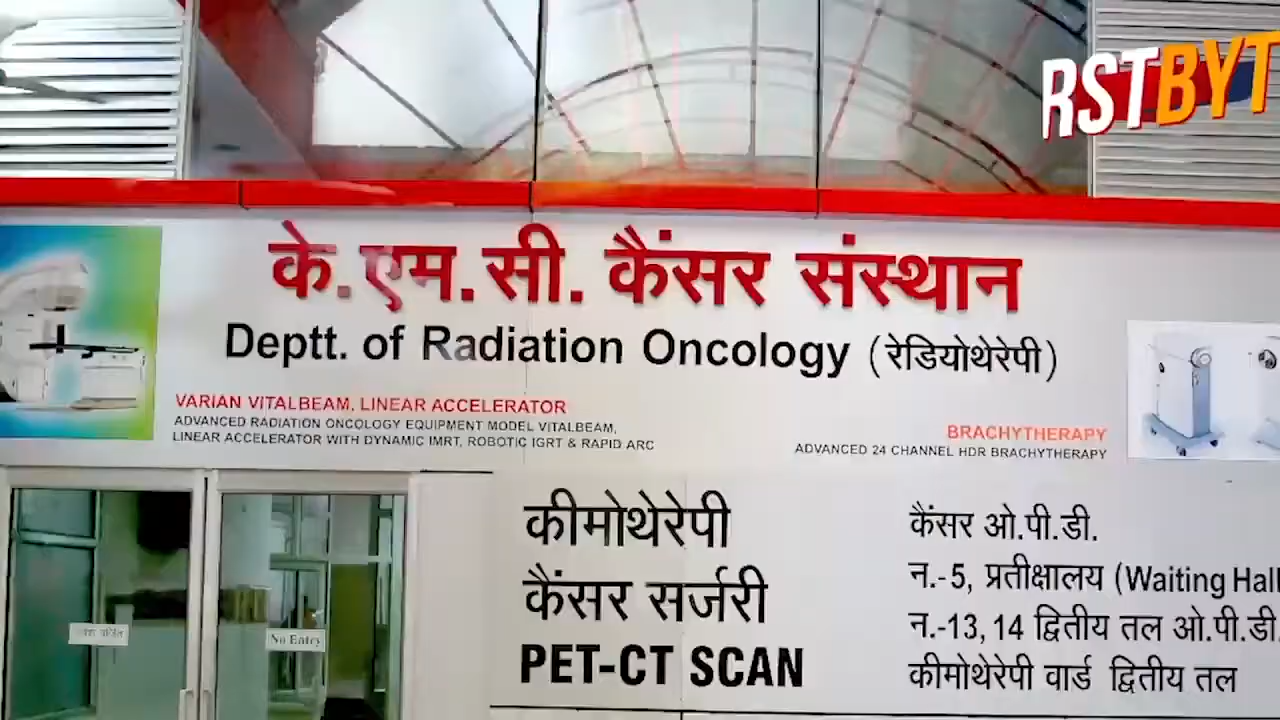 RSTBYT
के.एम.सी. कैंसर संस्थान
Deptt. of Radiation Oncology (रेडियोथेरेपी)
VARIAN VITALBEAM, LINEAR ACCELERATOR
ADVANCED RADIATION ONCOLOGY EQUIPMENT MODEL VITALBEAM,
LINEAR ACCELERATOR WITH DYNAMIC IMRT, ROBOTIC IGRT & RAPID ARC
BRACHYTHERAPY
ADVANCED 24 CHANNEL HDR BRACHYTHERAPY
कीमोथेरेपी
कैंसर सर्जरी
PET-CT SCAN
कैंसर ओ.पी.डी.
न.-5, प्रतीक्षालय (Waiting Hall
न.-13, 14 द्वितीय तल ओ.पी.डी.
कीमोथेरेपी वार्ड द्वितीय तल
No Entry